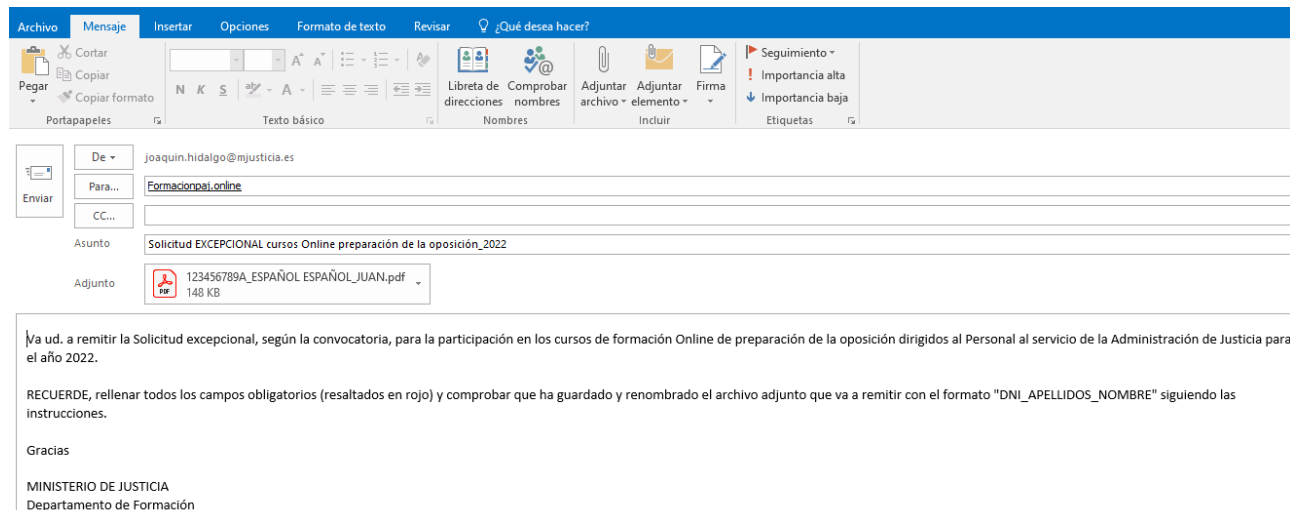 Archivo Mensaje Insertar Opciones Formato de texto Revisar ¿Qué desea hacer?
Pegar
Cortar
Copiar
Copiar formato
Portapapeles
N K S
Texto básico
Libreta de direcciones
Comprobar nombres
Nombres
Adjuntar archivo
Adjuntar elemento
Firma
Incluir
Seguimiento
Importancia alta
Importancia baja
Etiquetas
Enviar
De joaquin.hidalgo@mjusticia.es
Para... Formacionpaj.online
CC...
Asunto Solicitud EXCEPCIONAL cursos Online preparación de la oposición_2022
Adjunto PDF 123456789A_ESPAÑOL ESPAÑOL_JUAN.pdf
148 KB
Va ud. a remitir la Solicitud excepcional, según la convocatoria, para la participación en los cursos de formación Online de preparación de la oposición dirigidos al Personal al servicio de la Administración de Justicia para
el año 2022.
RECUERDE, rellenar todos los campos obligatorios (resaltados en rojo) y comprobar que ha guardado y renombrado el archivo adjunto que va a remitir con el formato "DNI_APELLIDOS_NOMBRE" siguiendo las
instrucciones.
Gracias
MINISTERIO DE JUSTICIA
Departamento de Formación